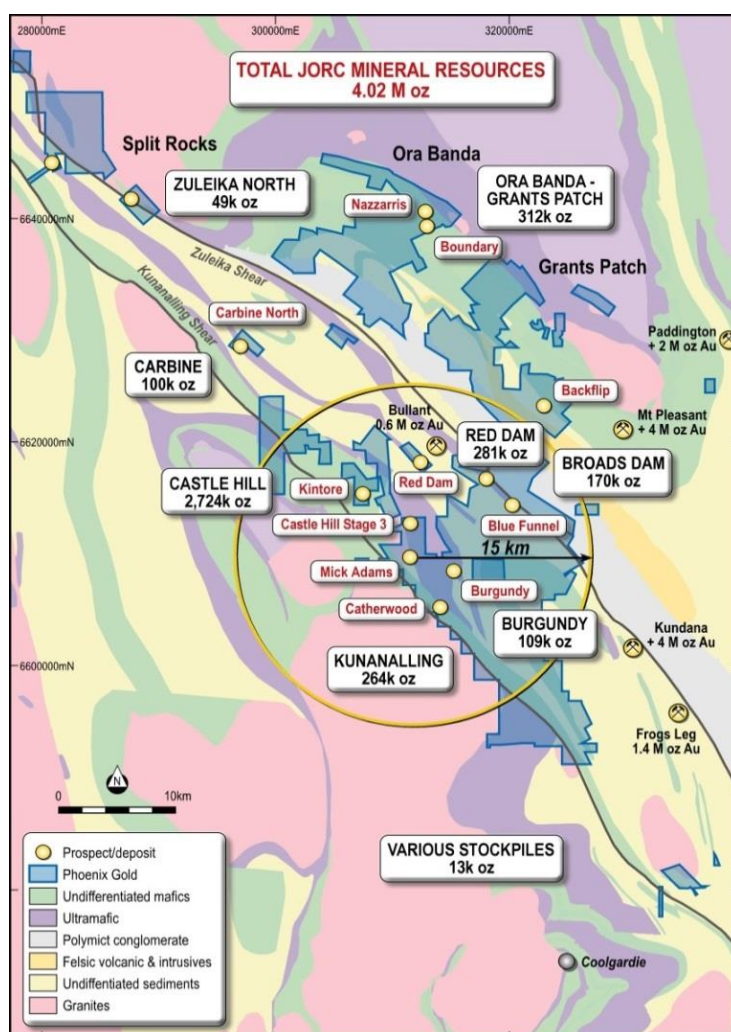 280000mE
300000mE
320000mE
TOTAL JORC MINERAL RESOURCES
4.02 M oz
Split Rocks
Ora Banda
ZULEIKA NORTH
49k oz
ORA BANDA -
GRANTS PATCH
312k oz
Nazzarris
6640000mN
Boundary
Zuleika Shear
Grants Patch
Kunanalling Shear
Carbine North
Paddington
+ 2 M oz Au
CARBINE
100k oz
Backflip
Bullant
0.6 M oz Au
Mt Pleasant
+ 4 M oz Au
6620000mN
RED DAM
281k oz
BROADS DAM
170k oz
CASTLE HILL
2,724k oz
Kintore
Red Dam
Castle Hill Stage 3
Blue Funnel
15 km
Mick Adams
Burgundy
Catherwood
BURGUNDY
109k oz
Kundana
+ 4 M oz Au
KUNANALLING
264k oz
6600000mN
Frogs Leg
1.4 M oz Au
N
0
10km
VARIOUS STOCKPILES
13k oz
Prospect/deposit
Phoenix Gold
Undifferentiated mafics
Ultramafic
Polymict conglomerate
Felsic volcanic & intrusives
Undiffentiated sediments
Granites
Coolgardie